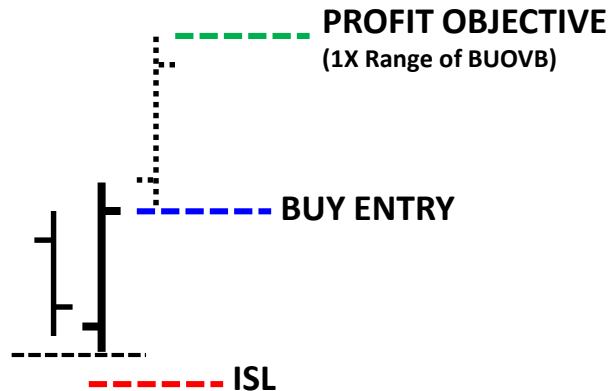 PROFIT OBJECTIVE
(1X Range of BUOVB)
BUY ENTRY
ISL